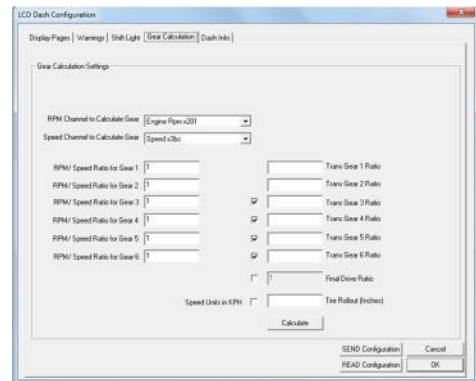 LCD Dash Configuration
Display Pages Warnings Shift Light Gear Calculation Dash Info
Gear Calculation Settings
RPM Channel to Calculate Gear Engine Rpm x201
Speed Channel to Calculate Gear Speed x3bc
RPM/ Speed Ratio for Gear 1 1 Trans Gear 1 Ratio
RPM/ Speed Ratio for Gear 2 1 Trans Gear 2 Ratio
RPM/ Speed Ratio for Gear 3 1 Trans Gear 3 Ratio
RPM/ Speed Ratio for Gear 4 1 Trans Gear 4 Ratio
RPM/ Speed Ratio for Gear 5 1 Trans Gear 5 Ratio
RPM/ Speed Ratio for Gear 6 1 Trans Gear 6 Ratio
1 Final Drive Ratio
Speed Units in KPH Tire Rollout (Inches)
Calculate
SEND Configuration Cancel
READ Configuration OK